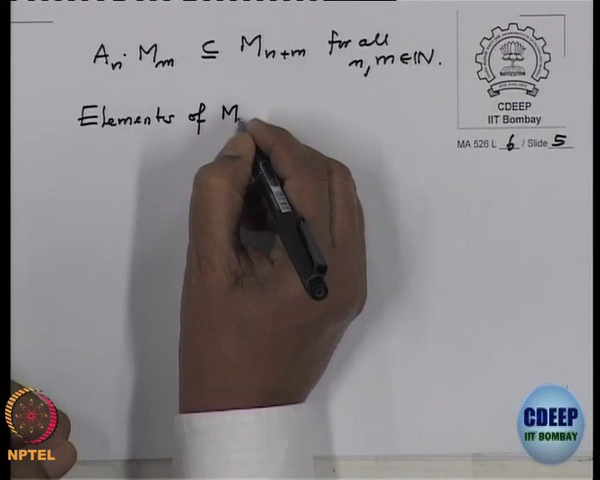 Aₙ · Mₘ ⊆ Mₙ₊ₘ for all
n, m ∈ ℕ.
Elements of M
CDEEP
IIT Bombay
MA 526 L 6 / Slide 5
NPTEL
CDEEP
IIT BOMBAY